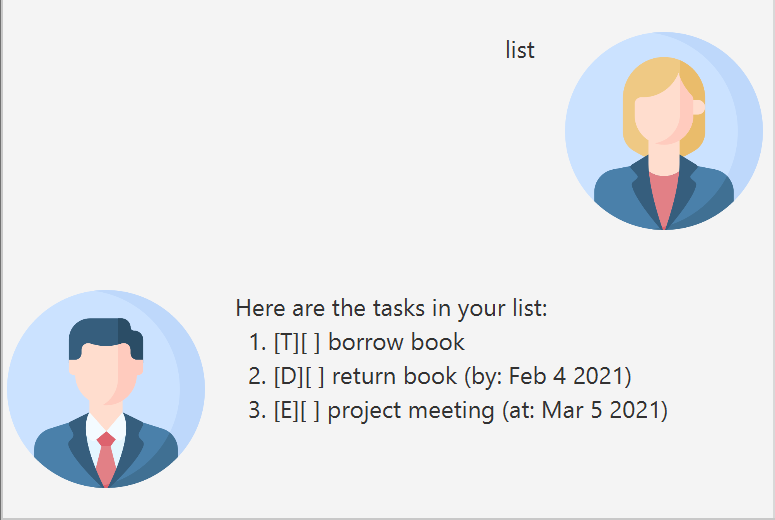 list
Here are the tasks in your list:
1. [T][ ] borrow book
2. [D][ ] return book (by: Feb 4 2021)
3. [E][ ] project meeting (at: Mar 5 2021)